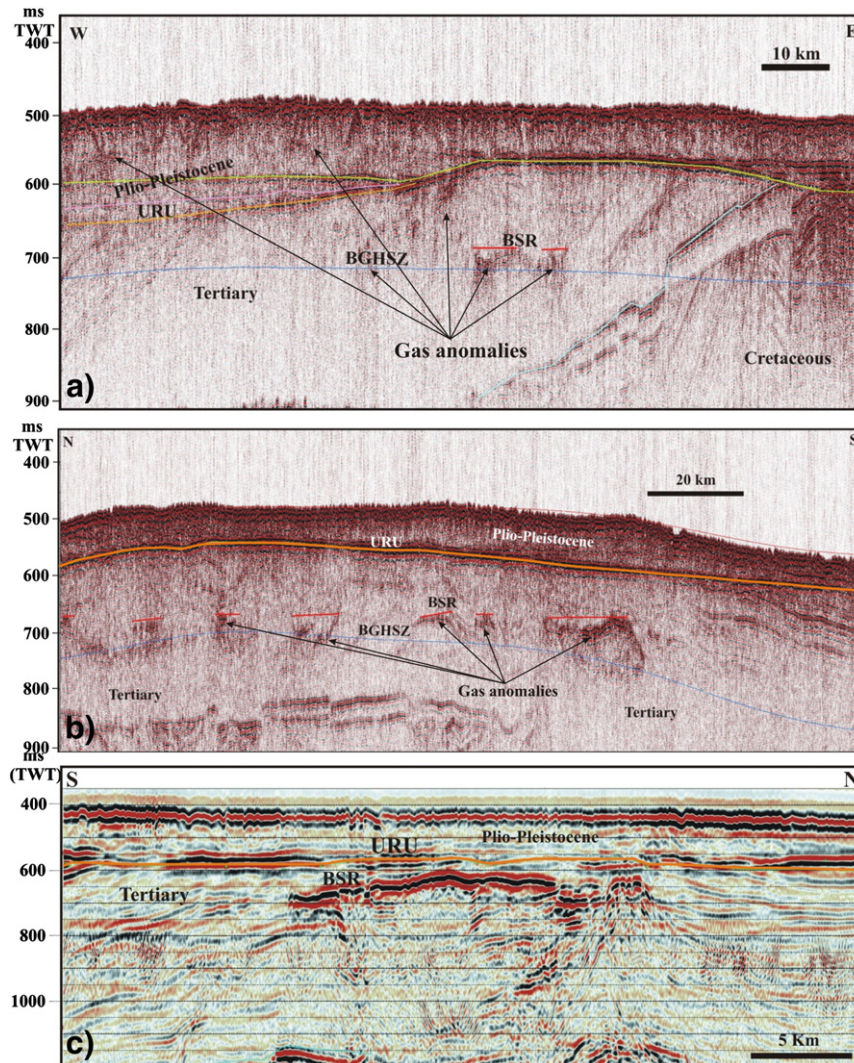 ms
TWT
W
E
400
10 km
500
Plio-Pleistocene
600
URU
BSR
700
BGHSZ
Tertiary
800
Gas anomalies
Cretaceous
900
a)
ms
TWT
N
S
400
20 km
500
Plio-Pleistocene
URU
600
BSR
700
BGHSZ
Gas anomalies
800
Tertiary
Tertiary
900
b)
ms
(TWT)
S
N
400
Plio-Pleistocene
URU
600
BSR
Tertiary
800
1000
c)
5 Km